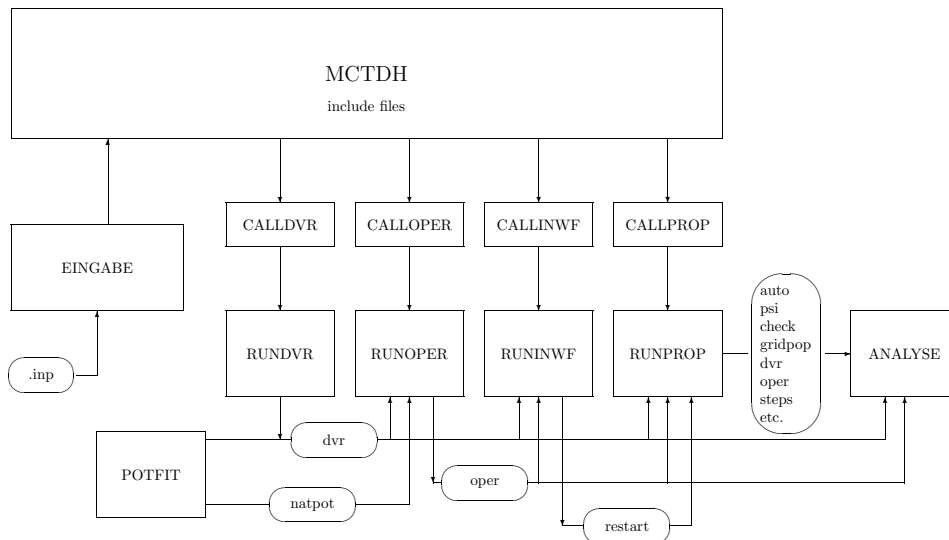 MCTDH
include files
CALLDVR
CALLOPER
CALLINWF
CALLPROP
EINGABE
auto
psi
check
gridpop
dvr
oper
steps
etc.
RUNDVR
RUNOPER
RUNINWF
RUNPROP
ANALYSE
.inp
dvr
POTFIT
oper
natpot
restart